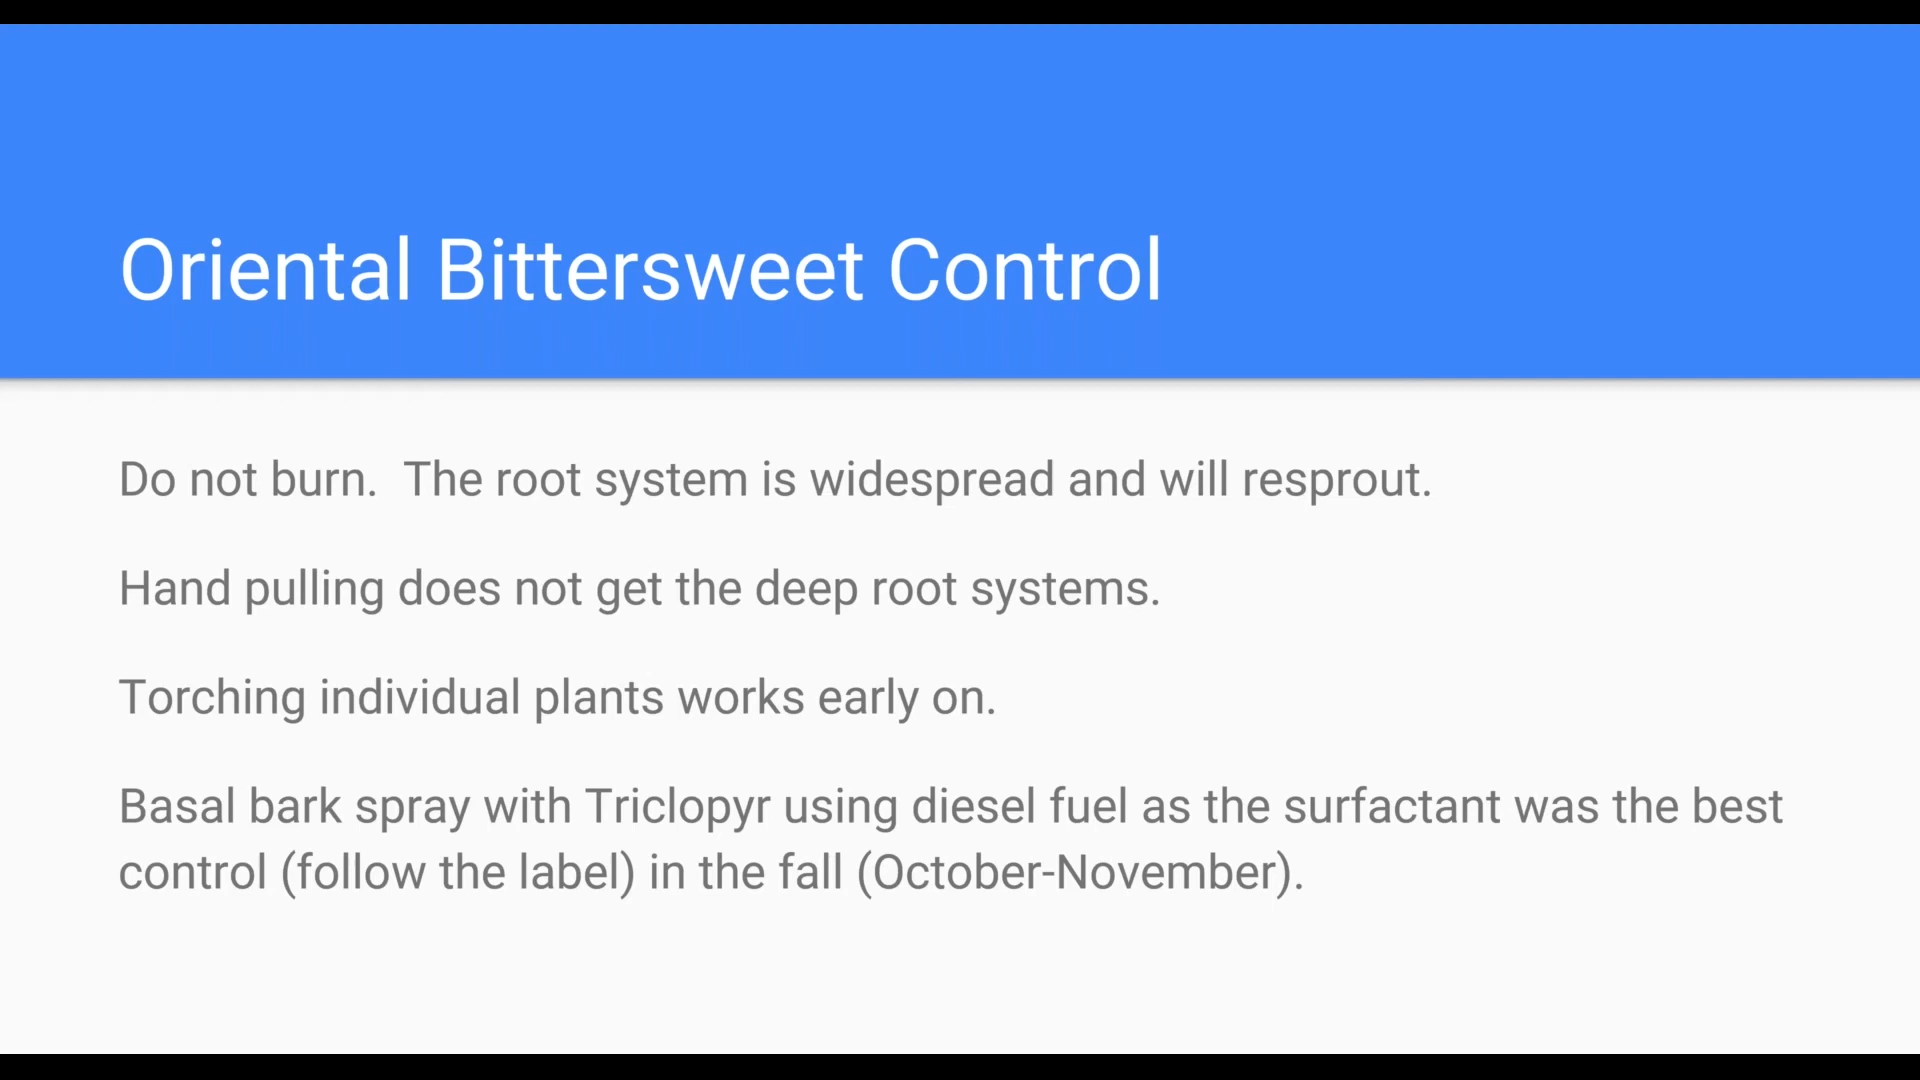 Oriental Bittersweet Control
Do not burn.  The root system is widespread and will resprout.
Hand pulling does not get the deep root systems.
Torching individual plants works early on.
Basal bark spray with Triclopyr using diesel fuel as the surfactant was the best
control (follow the label) in the fall (October-November).